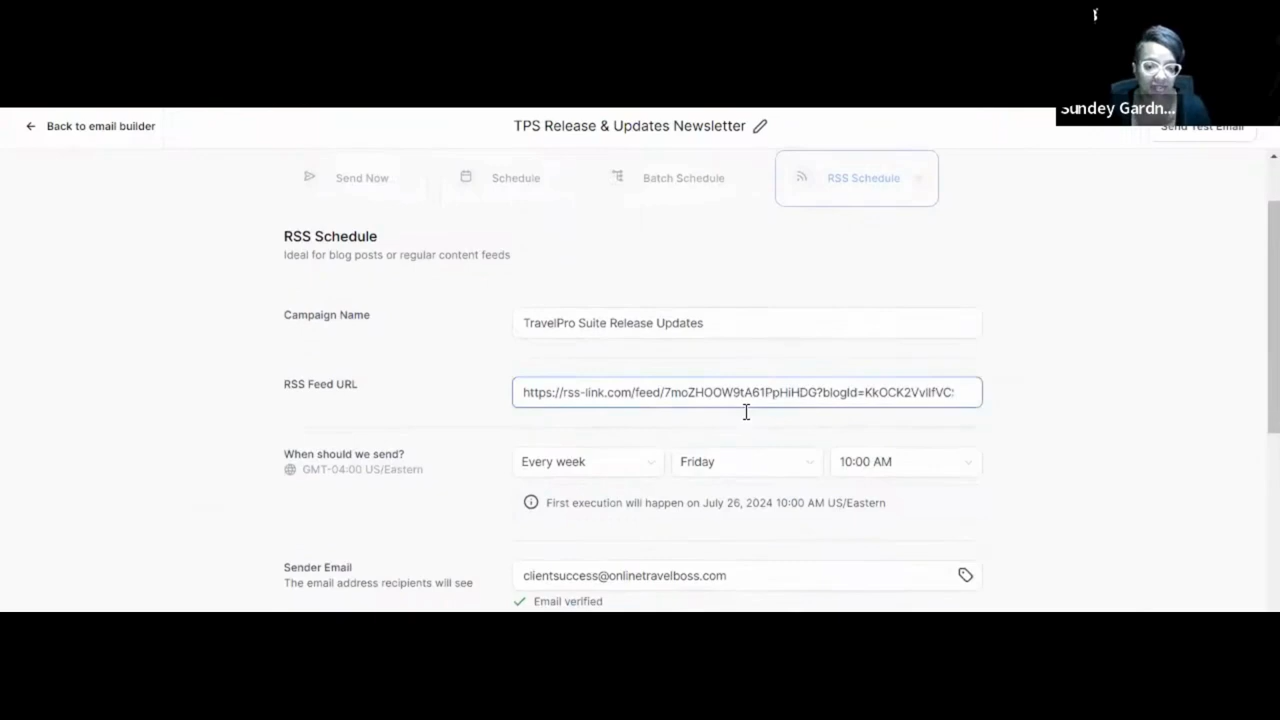 Sundey Gardn...
Back to email builder
TPS Release & Updates Newsletter
Send Test Email
Send Now
Schedule
Batch Schedule
RSS Schedule
RSS Schedule
Ideal for blog posts or regular content feeds
Campaign Name
TravelPro Suite Release Updates
RSS Feed URL
https://rss-link.com/feed/7moZHOOW9tA61PpHiHDG?blogId=KkOCK2VvlIfVC
When should we send?
GMT-04:00 US/Eastern
Every week
Friday
10:00 AM
First execution will happen on July 26, 2024 10:00 AM US/Eastern
Sender Email
The email address recipients will see
clientsuccess@onlinetravelboss.com
Email verified